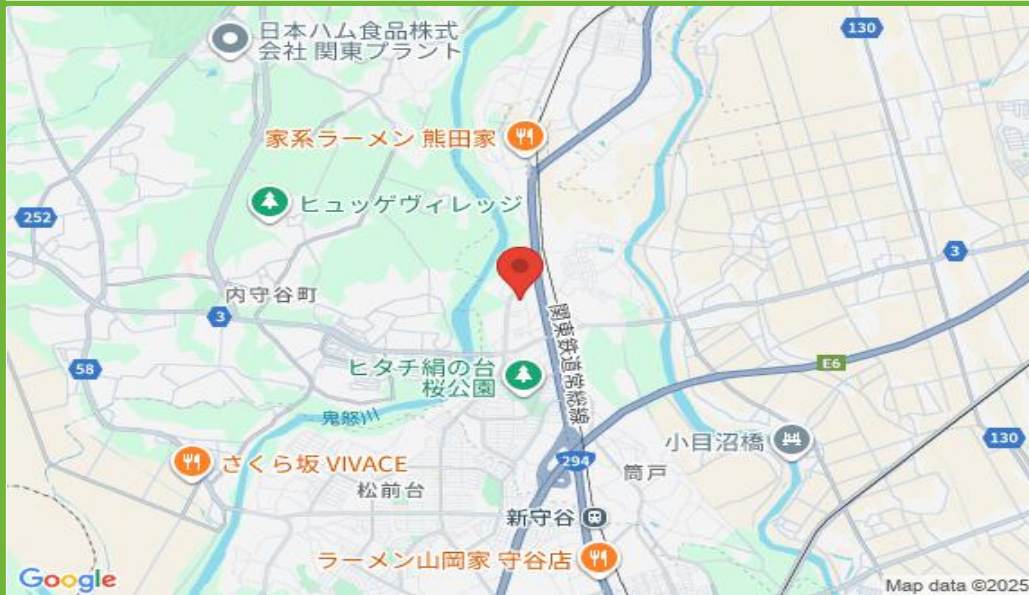 日本ハム食品株式
会社 関東プラント
130
家系ラーメン 熊田家
ヒュッゲヴィレッジ
252
3
内守谷町
3
関東鉄道常総線
58
ヒタチ絹の台
桜公園
E6
鬼怒川
小目沼橋
130
さくら坂 VIVACE
294
筒戸
松前台
新守谷
ラーメン山岡家 守谷店
Google
Map data ©2025